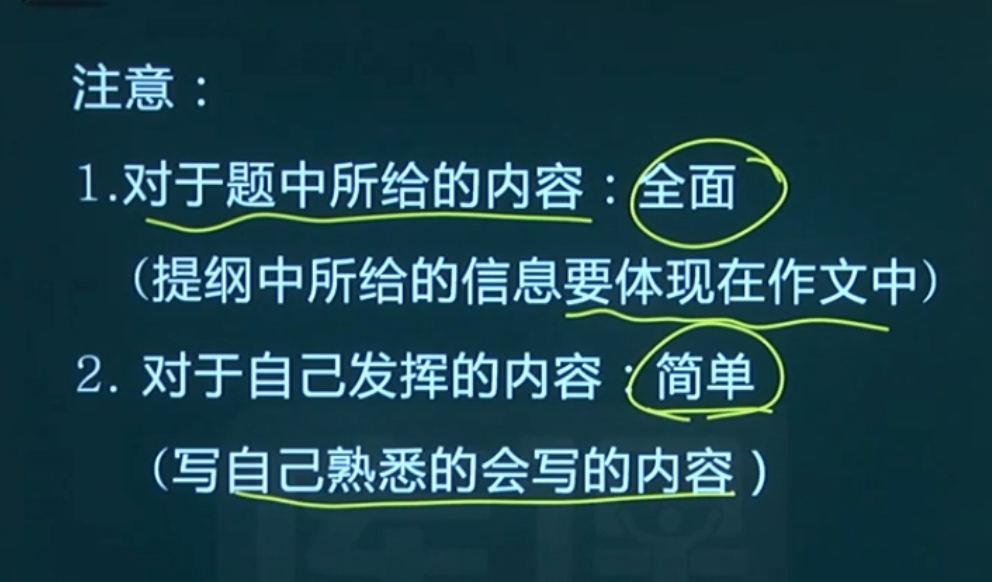 注意：
1.对于题中所给的内容：全面
（提纲中所给的信息要体现在作文中）
2. 对于自己发挥的内容：简单
（写自己熟悉的会写的内容）